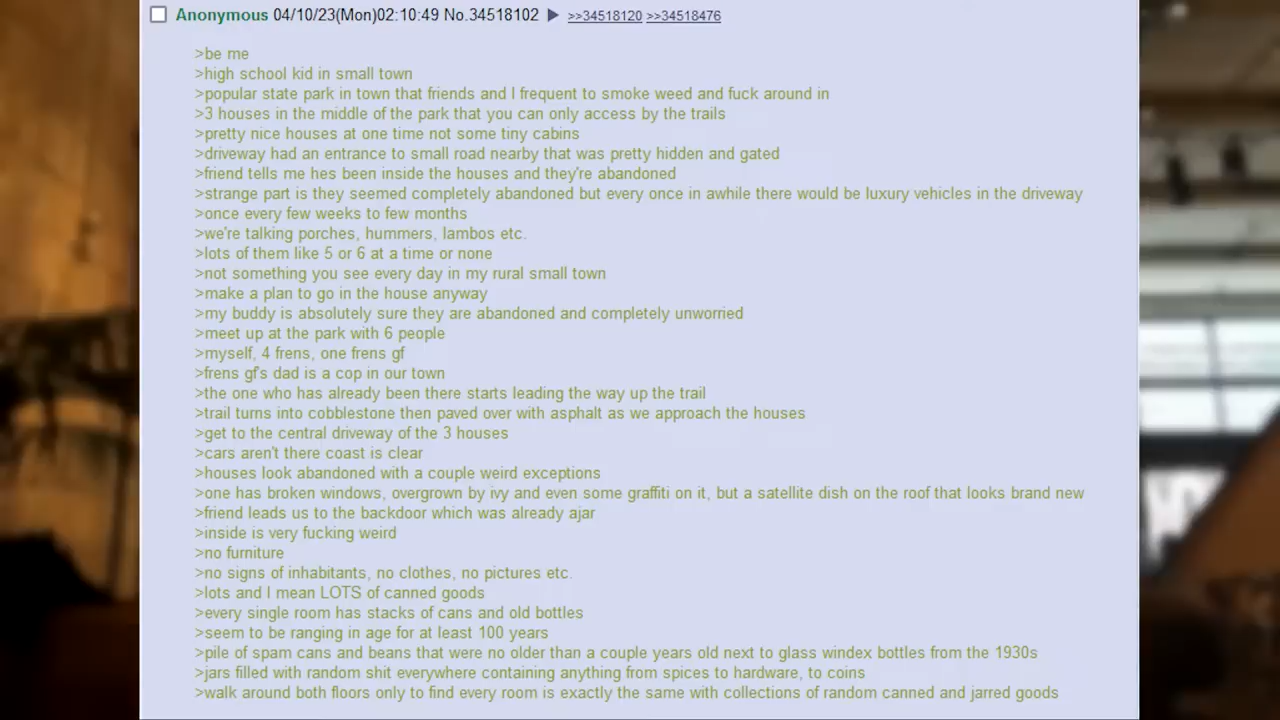 Anonymous 04/10/23(Mon)02:10:49 No.34518102 ▶ >>34518120 >>34518476
>be me
>high school kid in small town
>popular state park in town that friends and I frequent to smoke weed and fuck around in
>3 houses in the middle of the park that you can only access by the trails
>pretty nice houses at one time not some tiny cabins
>driveway had an entrance to small road nearby that was pretty hidden and gated
>friend tells me hes been inside the houses and they're abandoned
>strange part is they seemed completely abandoned but every once in awhile there would be luxury vehicles in the driveway
>once every few weeks to few months
>we're talking porches, hummers, lambos etc.
>lots of them like 5 or 6 at a time or none
>not something you see every day in my rural small town
>make a plan to go in the house anyway
>my buddy is absolutely sure they are abandoned and completely unworried
>meet up at the park with 6 people
>myself, 4 frens, one frens gf
>frens gf's dad is a cop in our town
>the one who has already been there starts leading the way up the trail
>trail turns into cobblestone then paved over with asphalt as we approach the houses
>get to the central driveway of the 3 houses
>cars aren't there coast is clear
>houses look abandoned with a couple weird exceptions
>one has broken windows, overgrown by ivy and even some graffiti on it, but a satellite dish on the roof that looks brand new
>friend leads us to the backdoor which was already ajar
>inside is very fucking weird
>no furniture
>no signs of inhabitants, no clothes, no pictures etc.
>lots and I mean LOTS of canned goods
>every single room has stacks of cans and old bottles
>seem to be ranging in age for at least 100 years
>pile of spam cans and beans that were no older than a couple years old next to glass windex bottles from the 1930s
>jars filled with random shit everywhere containing anything from spices to hardware, to coins
>walk around both floors only to find every room is exactly the same with collections of random canned and jarred goods